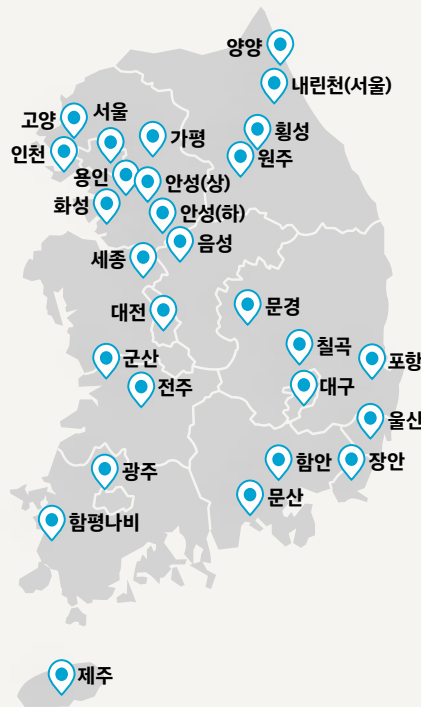 양양
내린천(서울)
고양
서울
횡성
가평
인천
원주
용인
안성(상)
화성
안성(하)
음성
세종
문경
대전
칠곡
군산
포항
전주
대구
울산
함안
장안
광주
문산
함평나비
제주